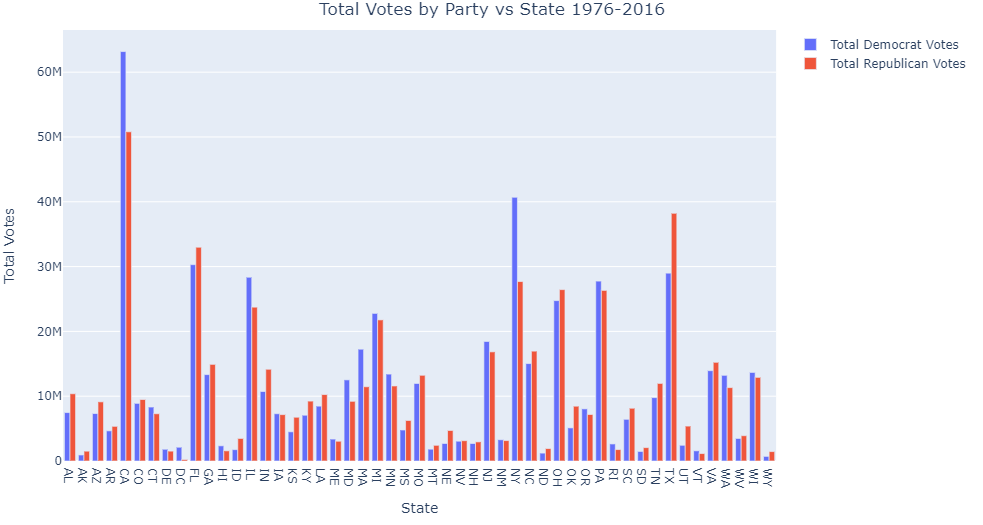 Total Votes by Party vs State 1976-2016
Total Democrat Votes
Total Republican Votes
Total Votes
60M
50M
40M
30M
20M
10M
0
AL
AK
AZ
AR
CA
CO
CT
DE
DC
FL
GA
HI
ID
IL
IN
IA
KS
KY
LA
ME
MD
MA
MI
MN
MS
MO
MT
NE
NV
NH
NJ
NM
NY
NC
ND
OH
OK
OR
PA
RI
SC
SD
TN
TX
UT
VT
VA
WA
WV
WI
WY
State